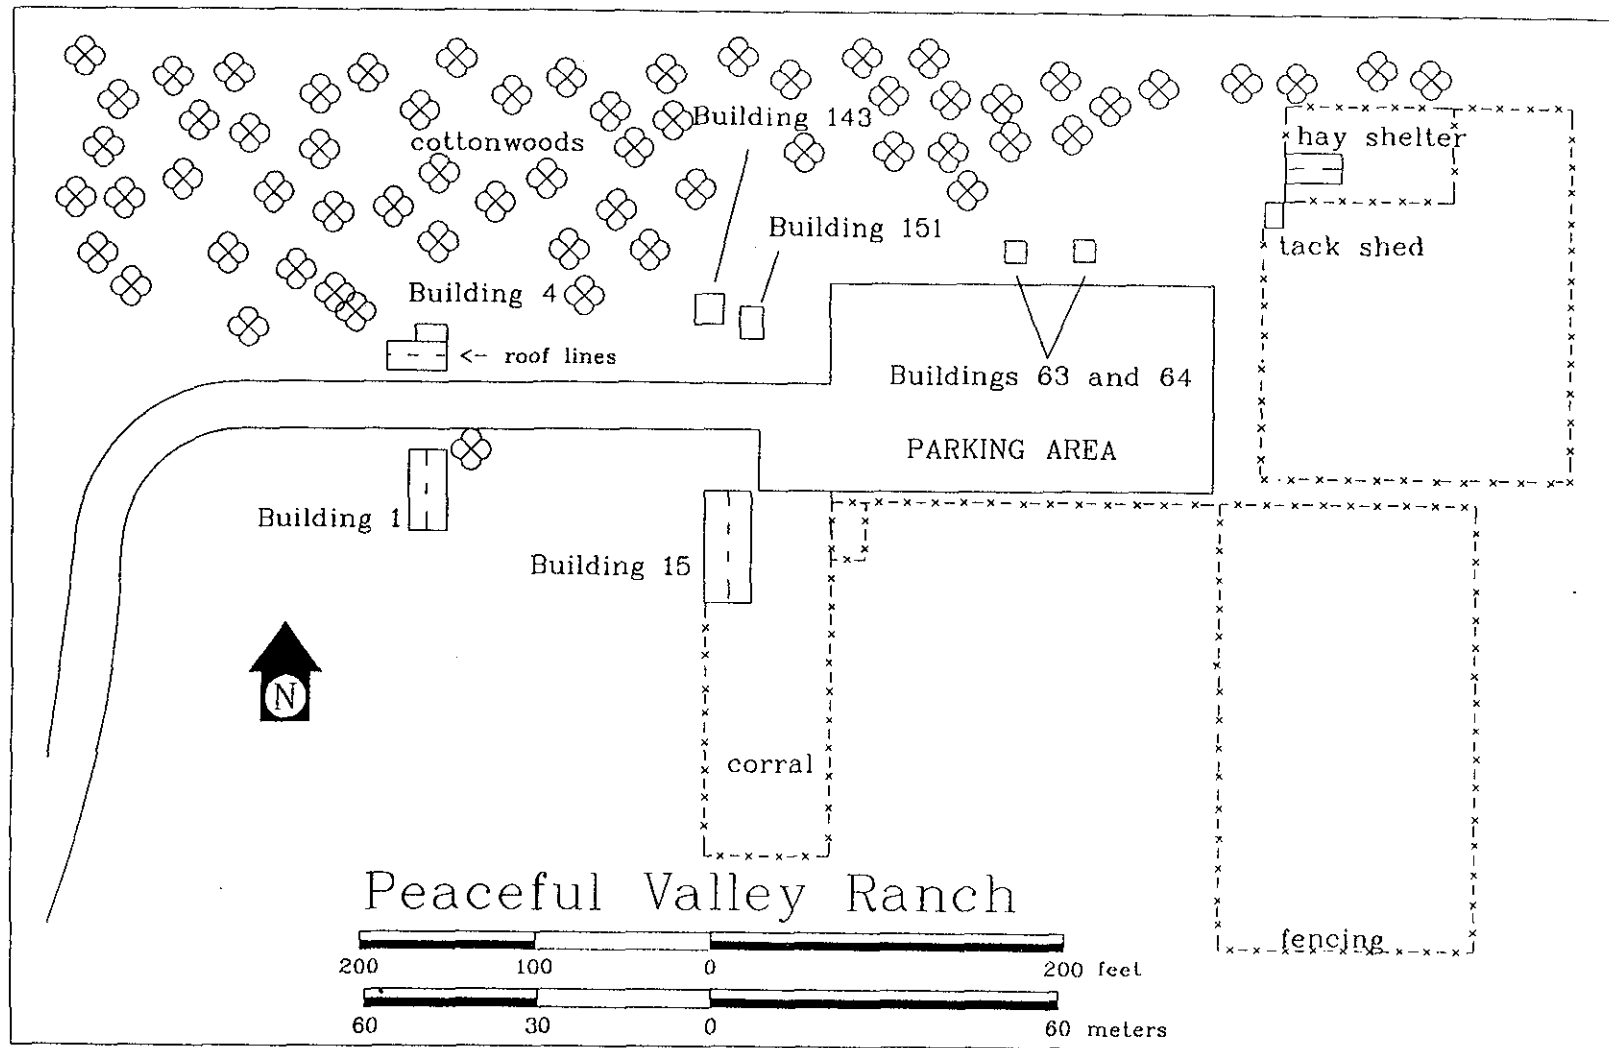 Building 143
cottonwoods
hay shelter
Building 151
tack shed
Building 4
<- roof lines
Buildings 63 and 64
PARKING AREA
Building 1
Building 15
N
corral
Peaceful Valley Ranch
fencing
200 100 0 200 feet
60 30 0 60 meters